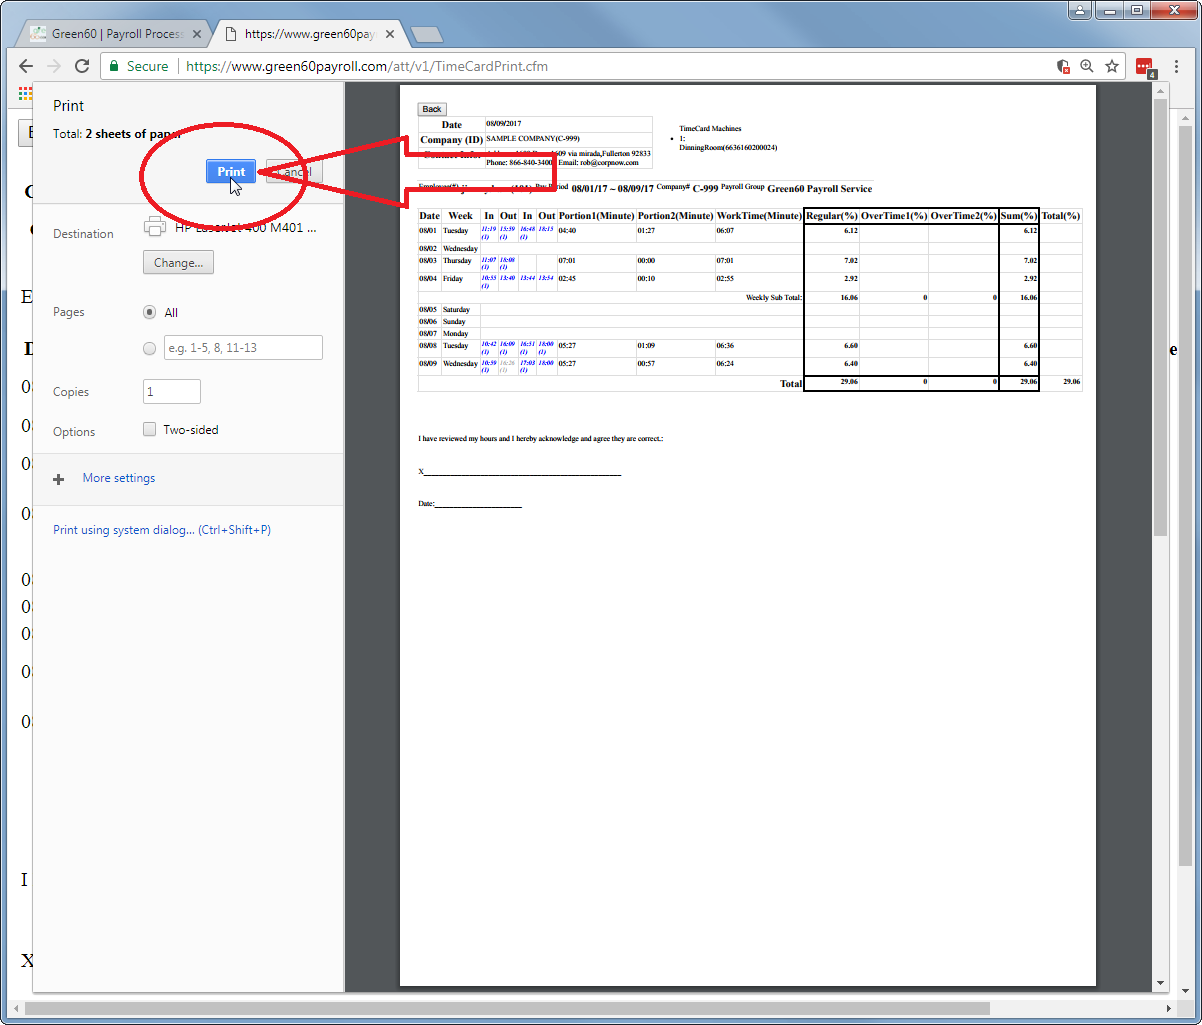 Green60 | Payroll Process
https://www.green60pay
Secure https://www.green60payroll.com/att/v1/TimeCardPrint.cfm
4
Print
Total: 2 sheets of paper
Print Cancel
Destination HP LaserJet 400 M401 ...
Change...
Pages All
e.g. 1-5, 8, 11-13
Copies 1
Options Two-sided
More settings
Print using system dialog... (Ctrl+Shift+P)
Back
Date 08/09/2017
Company (ID) SAMPLE COMPANY(C-999)
609 via mirada,Fullerton 92833
Phone: 866-840-3400 Email: rob@corpnow.com
TimeCard Machines
1:
DinningRoom(6636160200024)
Pay Period 08/01/17 ~ 08/09/17 Company# C-999 Payroll Group Green60 Payroll Service
Date Week In Out In Out Portion1(Minute) Portion2(Minute) WorkTime(Minute) Regular(%) OverTime1(%) OverTime2(%) Sum(%) Total(%)
08/01 Tuesday 11:19 (1) 15:59 (1) 16:48 (1) 18:15 04:40 01:27 06:07 6.12 6.12
08/02 Wednesday
08/03 Thursday 11:07 (1) 18:08 (1) 07:01 00:00 07:01 7.02 7.02
08/04 Friday 10:55 (1) 13:40 13:44 13:54 02:45 00:10 02:55 2.92 2.92
Weekly Sub Total: 16.06 0 0 16.06
08/05 Saturday
08/06 Sunday
08/07 Monday
08/08 Tuesday 10:42 (1) 16:09 (1) 16:51 (1) 18:00 (1) 05:27 01:09 06:36 6.60 6.60
08/09 Wednesday 10:59 (1) 16:26 (1) 17:03 (1) 18:00 (1) 05:27 00:57 06:24 6.40 6.40
Total 29.06 0 0 29.06 29.06
I have reviewed my hours and I hereby acknowledge and agree they are correct.:
X
Date: